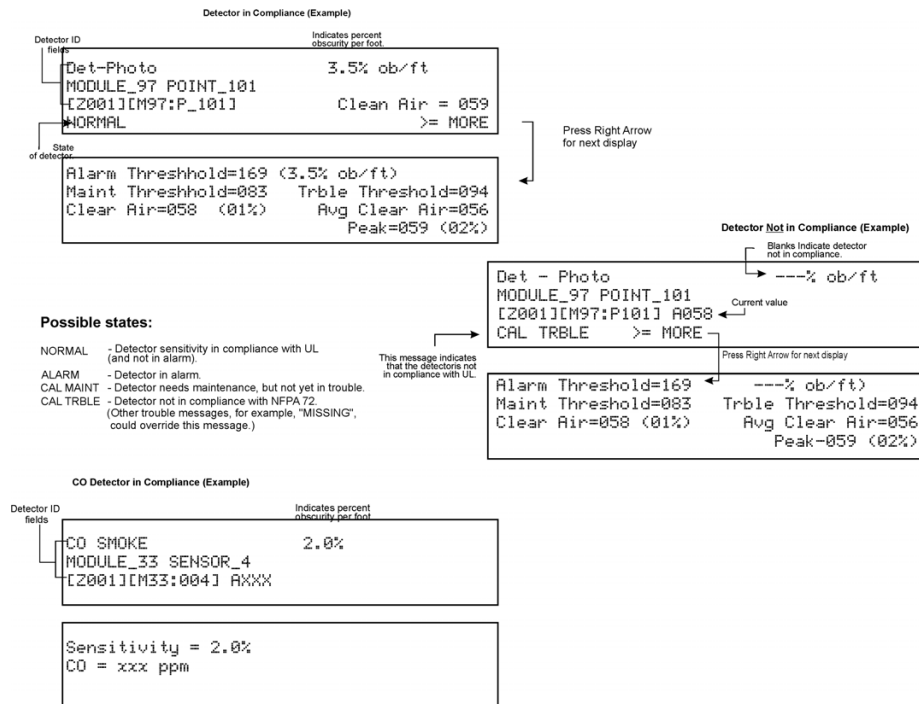 Detector in Compliance (Example)
Detector ID
fields
Indicates percent
obscurity per foot.
Det-Photo 3.5% ob/ft
MODULE_97 POINT_101
[Z001][M97:P_101] Clean Air = 059
NORMAL >= MORE
State
of detector.
Press Right Arrow
for next display
Alarm Threshhold=169 (3.5% ob/ft)
Maint Threshhold=083 Trble Threshold=094
Clear Air=058 (01%) Avg Clear Air=056
Peak=059 (02%)
Detector Not in Compliance (Example)
Blanks Indicate detector
not in compliance.
Det - Photo ---% ob/ft
MODULE_97 POINT_101
[Z001][M97:P101] A058
Current value
CAL TRBLE >= MORE
This message indicates
that the detectoris not
in compliance with UL.
Press Right Arrow for next display
Alarm Threshold=169 ---% ob/ft)
Maint Threshold=083 Trble Threshold=094
Clear Air=058 (01%) Avg Clear Air=056
Peak-059 (02%)
Possible states:
NORMAL - Detector sensitivity in compliance with UL
(and not in alarm).
ALARM - Detector in alarm.
CAL MAINT - Detector needs maintenance, but not yet in trouble.
CAL TRBLE - Detector not in compliance with NFPA 72.
(Other trouble messages, for example, "MISSING",
could override this message.)
CO Detector in Compliance (Example)
Detector ID
fields
Indicates percent
obscurity per foot
CO SMOKE 2.0%
MODULE_33 SENSOR_4
[Z001][M33:004] AXXX
Sensitivity = 2.0%
CO = xxx ppm